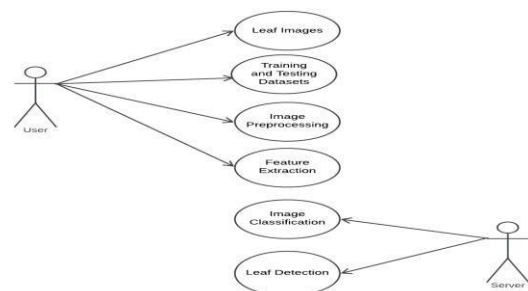 Leaf Images
Training
and Testing
Datasets
User
Image
Preprocessing
Feature
Extraction
Image
Classification
Leaf Detection
Server